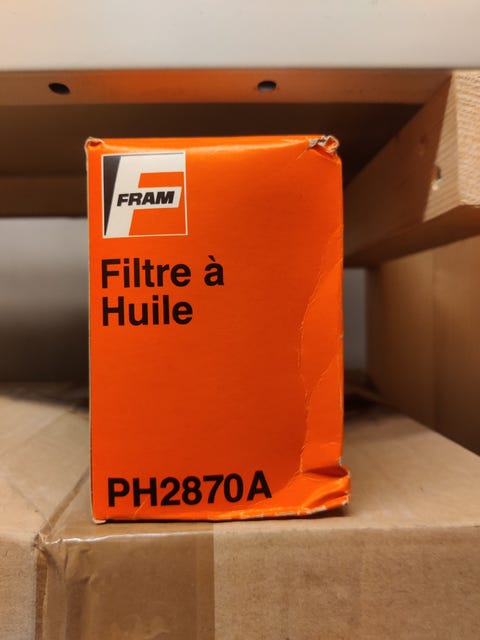 FRAM
Filtre à
Huile
PH2870A